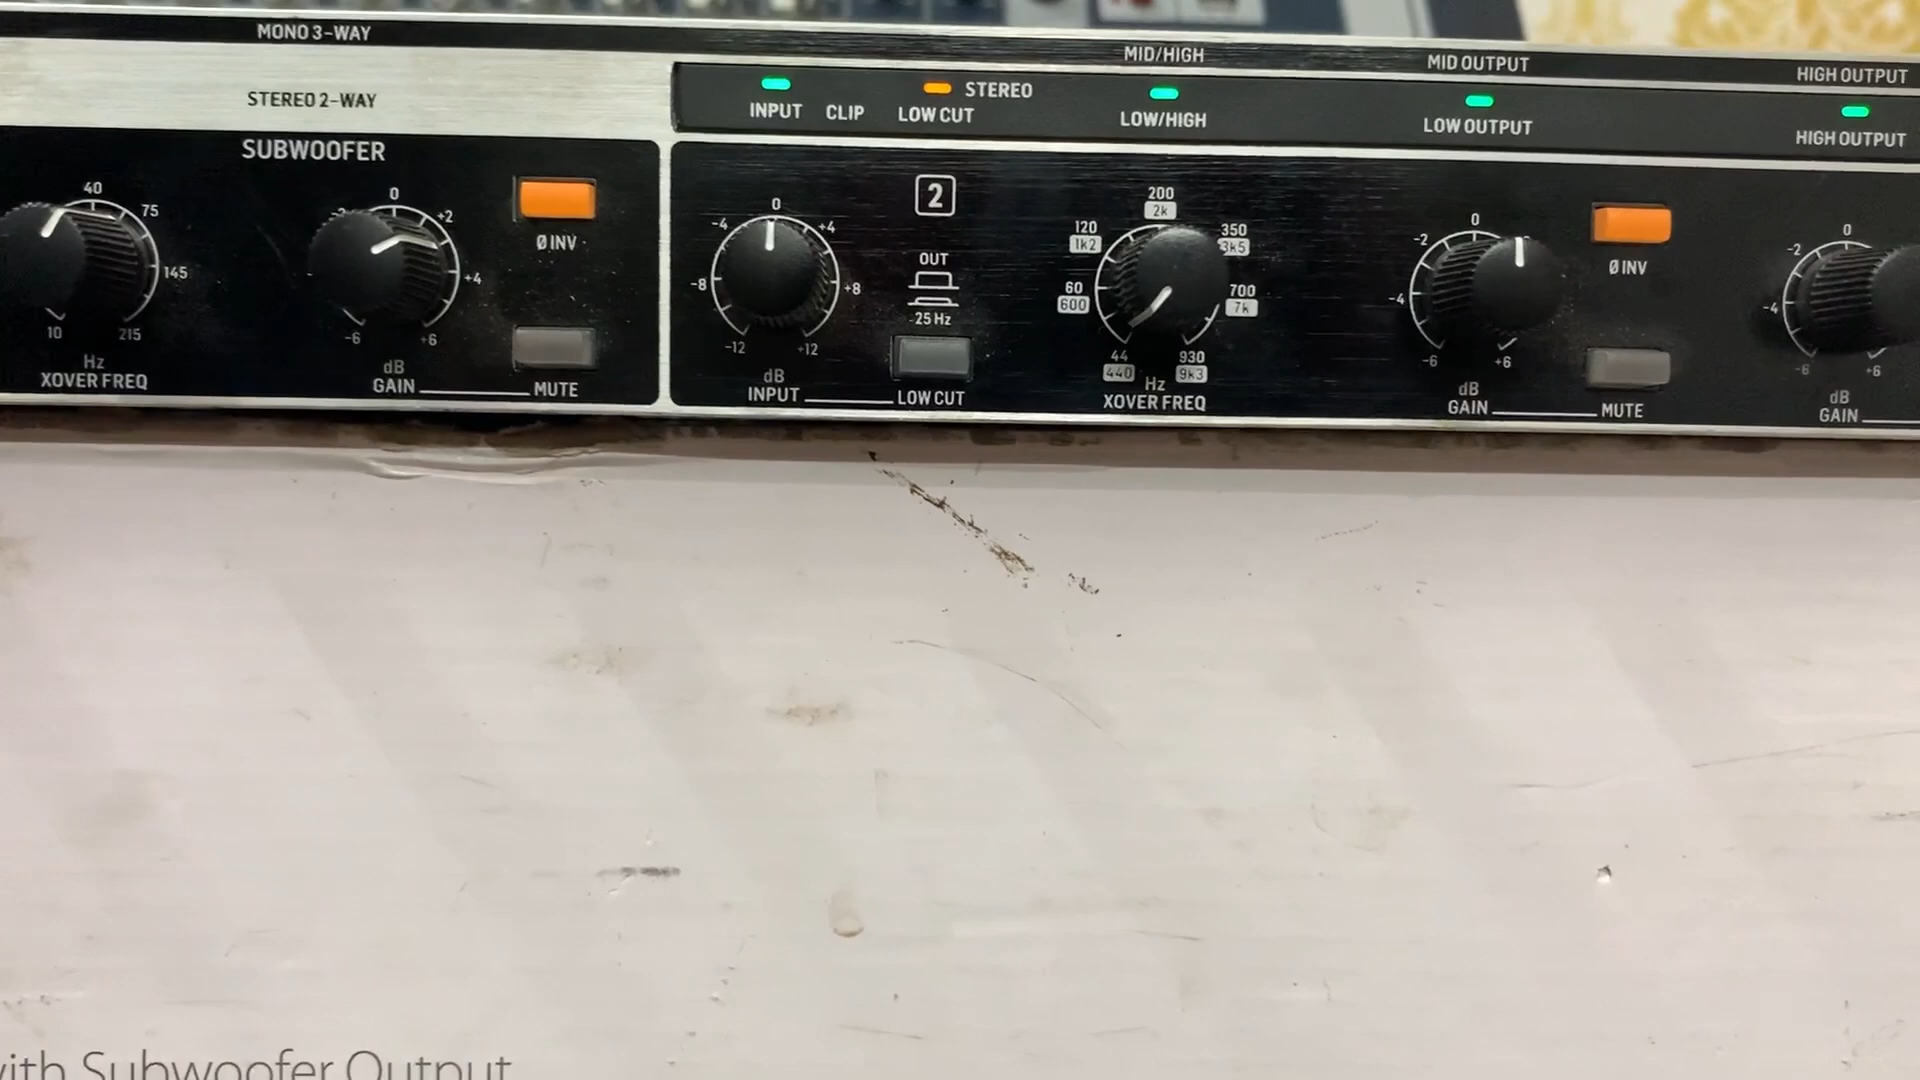 MONO 3-WAY
MID/HIGH
MID OUTPUT
HIGH OUTPUT
STEREO 2-WAY
INPUT
CLIP
LOW CUT
STEREO
LOW/HIGH
LOW OUTPUT
HIGH OUTPUT
SUBWOOFER
40
75
145
10
215
Hz
XOVER FREQ
0
+2
+4
-6
+6
dB
GAIN
Ø INV
MUTE
0
-4
+4
-8
+8
-12
+12
dB
INPUT
2
OUT
25 Hz
LOW CUT
200
2k
120
1k2
350
3k5
60
600
700
7k
44
440
930
9k3
Hz
XOVER FREQ
0
-2
-4
-6
+6
dB
GAIN
Ø INV
MUTE
0
-2
-4
-6
+6
dB
GAIN
with Subwoofer Output